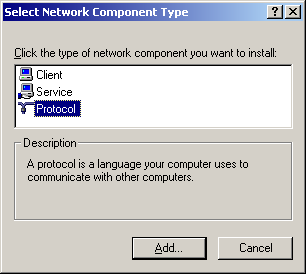 Select Network Component Type
Click the type of network component you want to install:
Client
Service
Protocol
Description
A protocol is a language your computer uses to
communicate with other computers.
Add...
Cancel